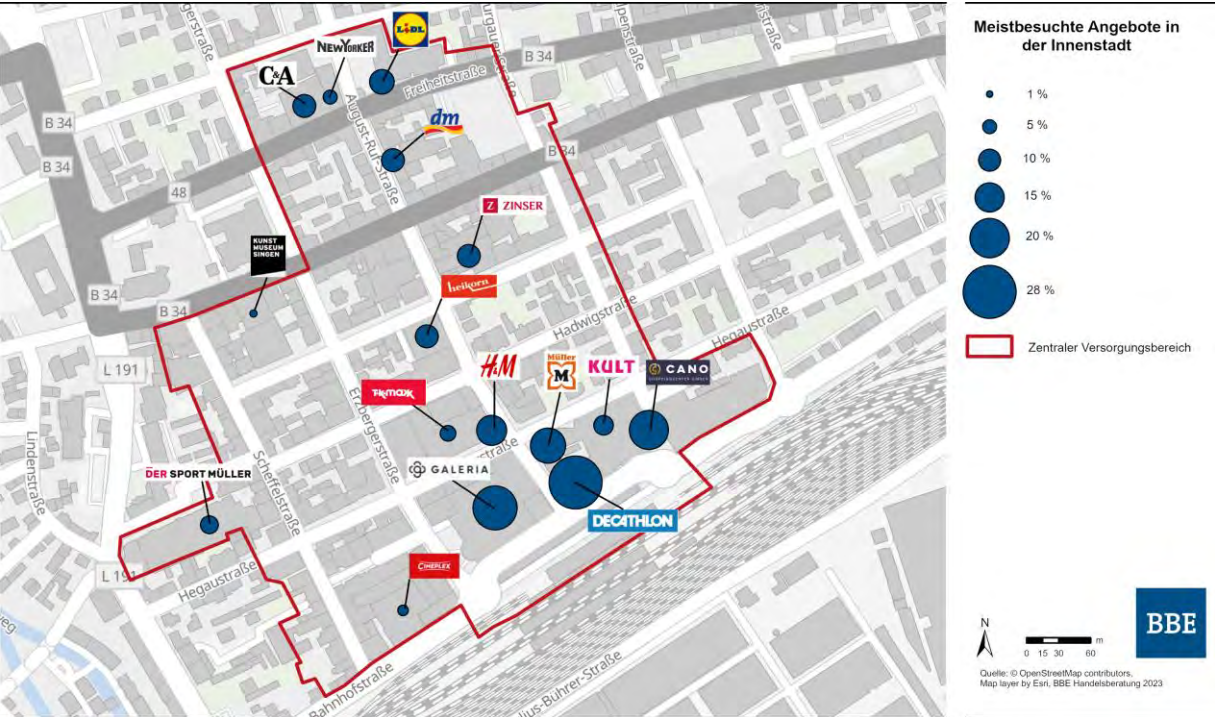 Meistbesuchte Angebote in
der Innenstadt
1 %
5 %
10 %
15 %
20 %
28 %
Zentraler Versorgungsbereich
N
m
0 15 30 60
BBE
Quelle: © OpenStreetMap contributors,
Map layer by Esri, BBE Handelsberatung 2023
LIDL
NEWYORKER
C&A
B 34
Freiheitstraße
dm
B 34
B 34
August-Ruf-Straße
B 34
48
Z ZINSER
KUNST
MUSEUM
SINGEN
heikorn
B 34
B 34
Hadwigstraße
Hegaustraße
L 191
H&M
Müller
M
KULT
CANO
TK maxx
Erzbergerstraße
Lindenstraße
Scheffelstraße
GALERIA
DER SPORT MÜLLER
DECATHLON
CINEPLEX
L 191
Hegaustraße
Bahnhofstraße